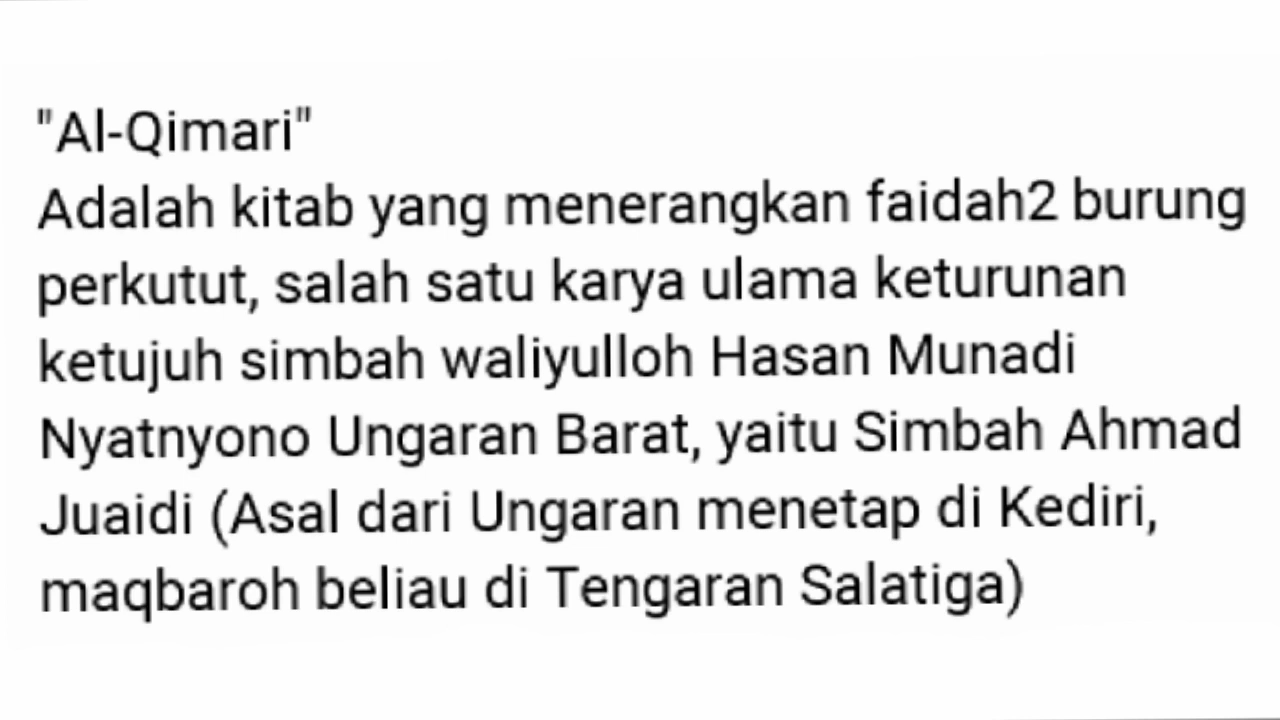 "Al-Qimari"
Adalah kitab yang menerangkan faidah2 burung
perkutut, salah satu karya ulama keturunan
ketujuh simbah waliyulloh Hasan Munadi
Nyatnyono Ungaran Barat, yaitu Simbah Ahmad
Juaidi (Asal dari Ungaran menetap di Kediri,
maqbaroh beliau di Tengaran Salatiga)